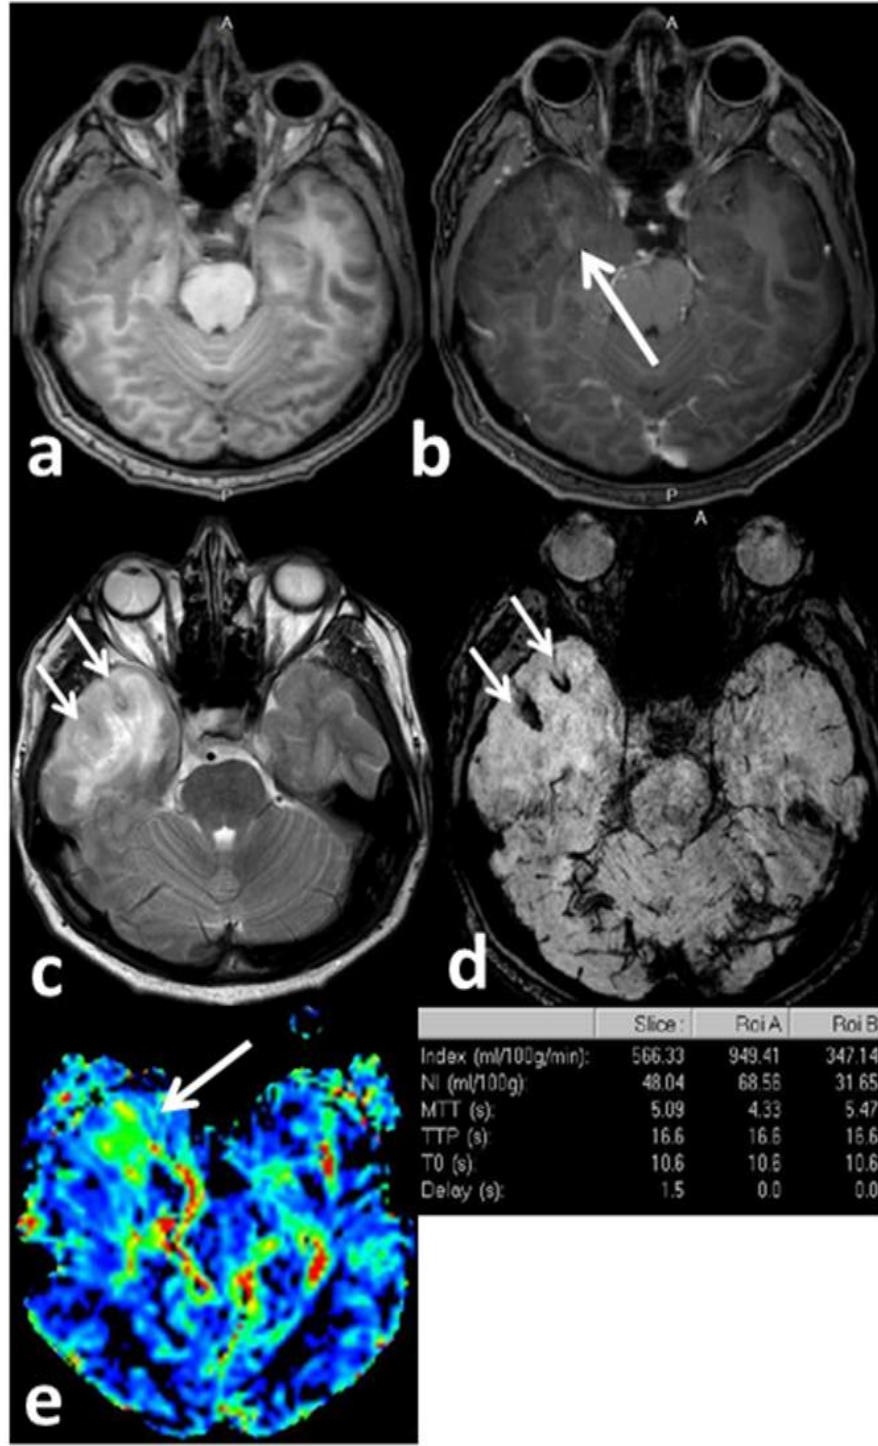 A
A
a
b
P
P
A
c
d
Slice : Roi A Roi B
Index (ml/100g/min): 566.33 949.41 347.14
NI (ml/100g): 48.04 68.56 31.65
MTT (s): 5.09 4.33 5.47
TTP (s): 16.6 16.6 16.6
T0 (s): 10.6 10.6 10.6
Delay (s): 1.5 0.0 0.0
e